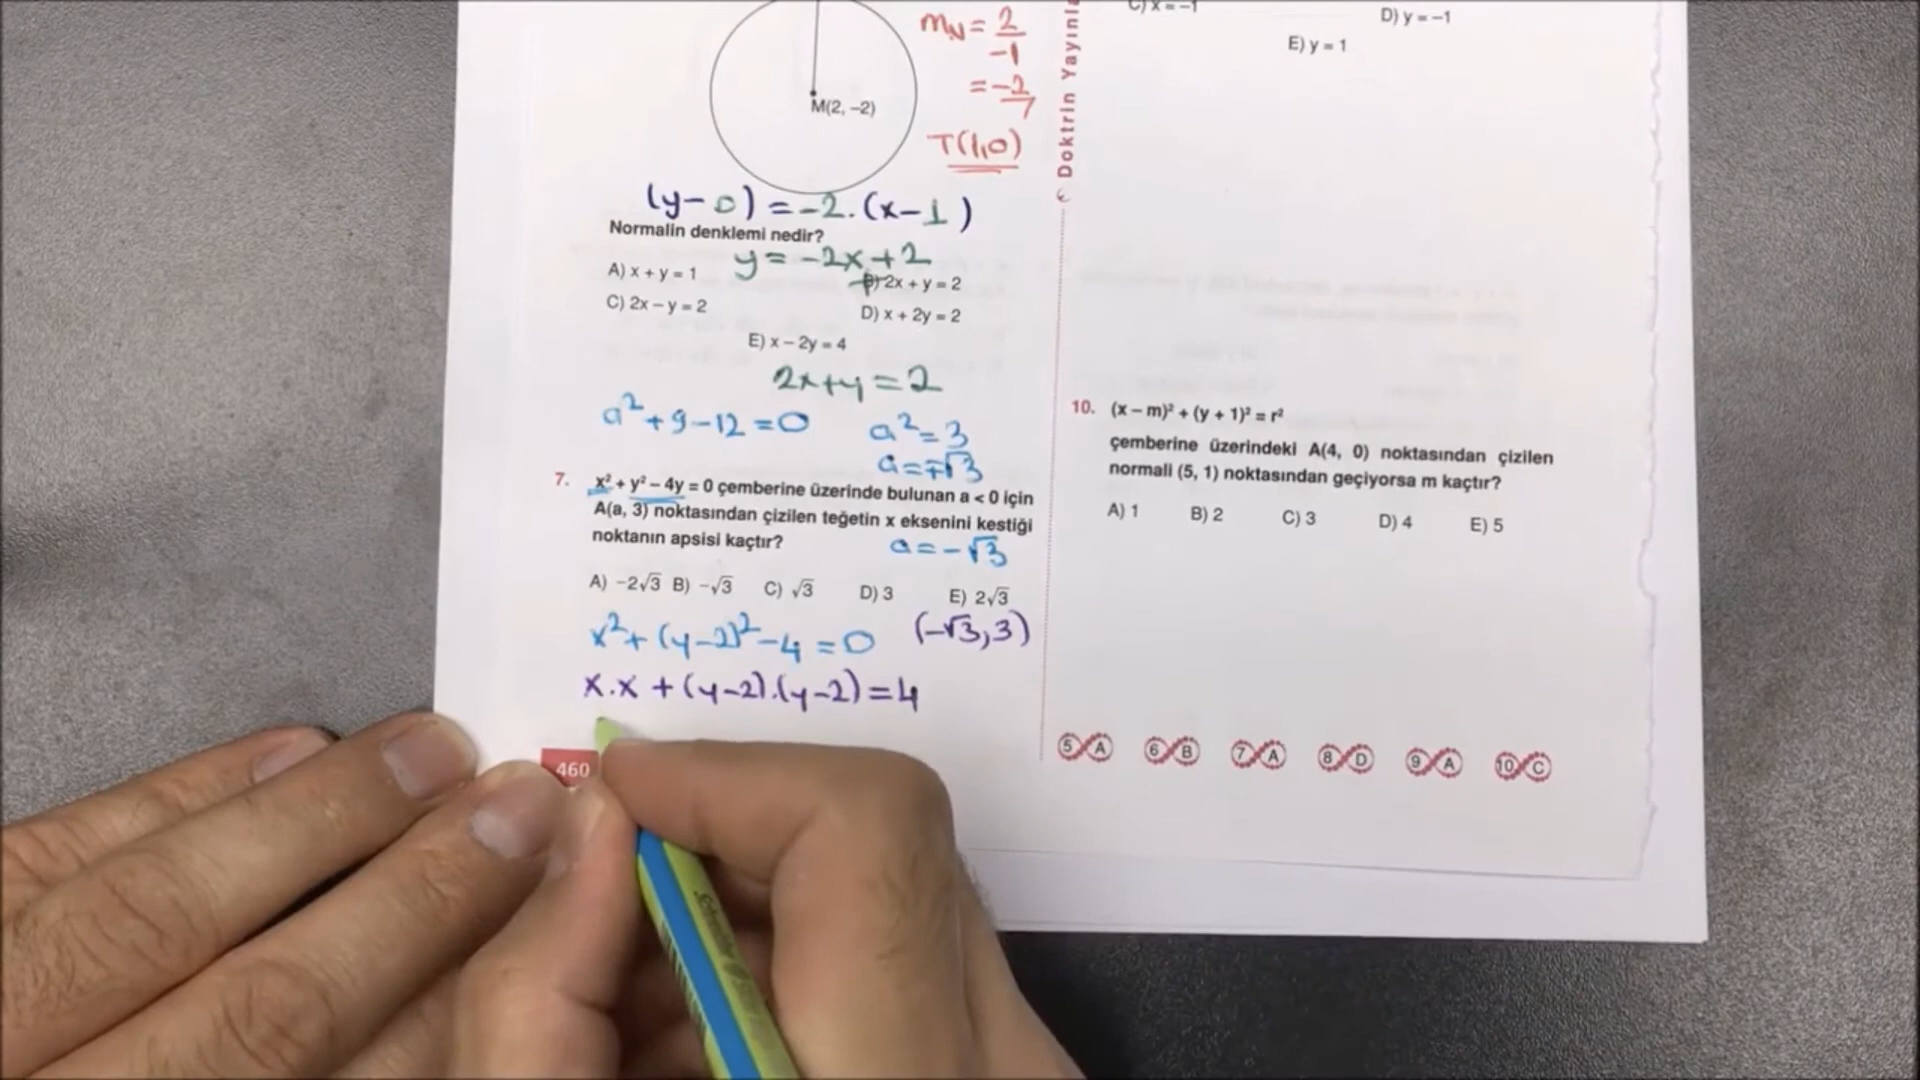 M(2, –2)
mN = 2/-1
= -2/
T(1,0)
(y-0) = -2.(x-1)
Normalin denklemi nedir?
y = -2x+2
A) x + y = 1
B) 2x + y = 2
C) 2x – y = 2
D) x + 2y = 2
E) x – 2y = 4
2x+y = 2
a²+9-12 = 0
a² = 3
a = ∓√3
7. x² + y² – 4y = 0 çemberine üzerinde bulunan a < 0 için
A(a, 3) noktasından çizilen teğetin x eksenini kestiği
noktanın apsisi kaçtır?
a = -√3
A) –2√3 B) –√3 C) √3 D) 3 E) 2√3
x²+(y-2)²-4 = 0
(-√3,3)
x.x + (y-2).(y-2) = 4
460
Doktrin Yayınla
C) x = –1
D) y = –1
E) y = 1
10. (x – m)² + (y + 1)² = r²
çemberine üzerindeki A(4, 0) noktasından çizilen
normali (5, 1) noktasından geçiyorsa m kaçtır?
A) 1 B) 2 C) 3 D) 4 E) 5
5 A 6 B 7 A 8 D 9 A 10 C